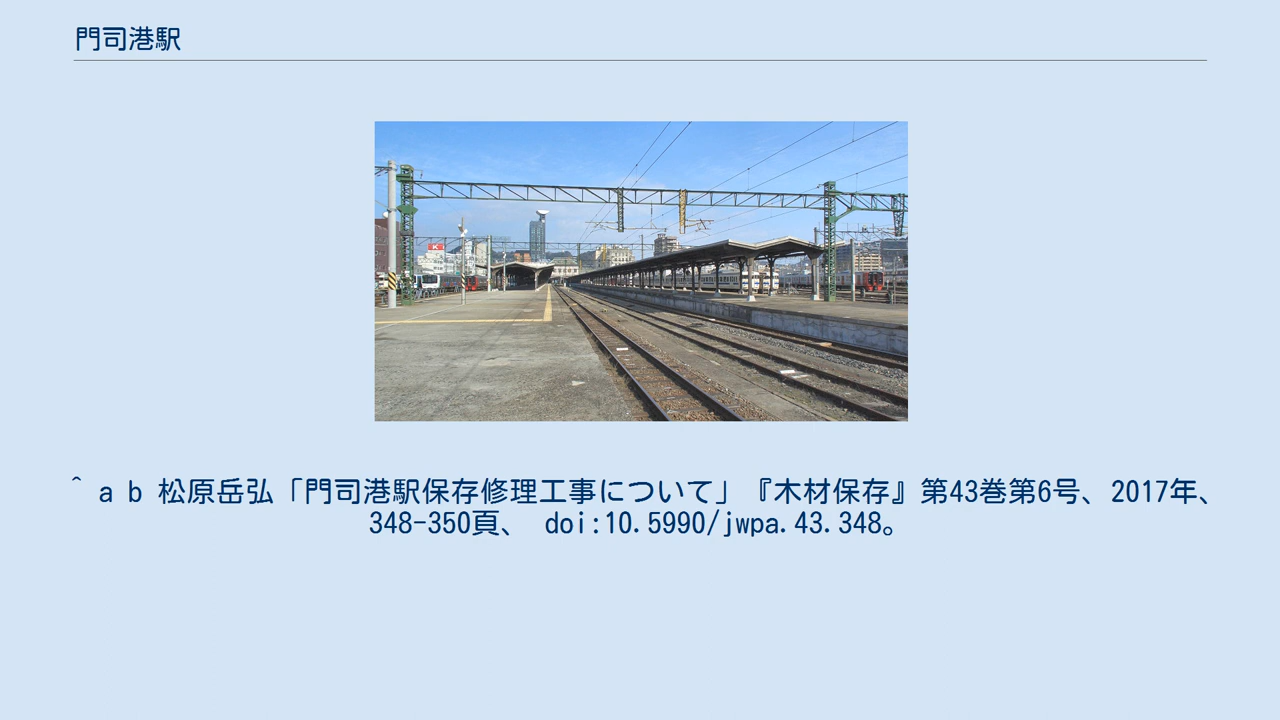 門司港駅
K
^ a b 松原岳弘「門司港駅保存修理工事について」『木材保存』第43巻第6号、2017年、
348-350頁、 doi:10.5990/jwpa.43.348。